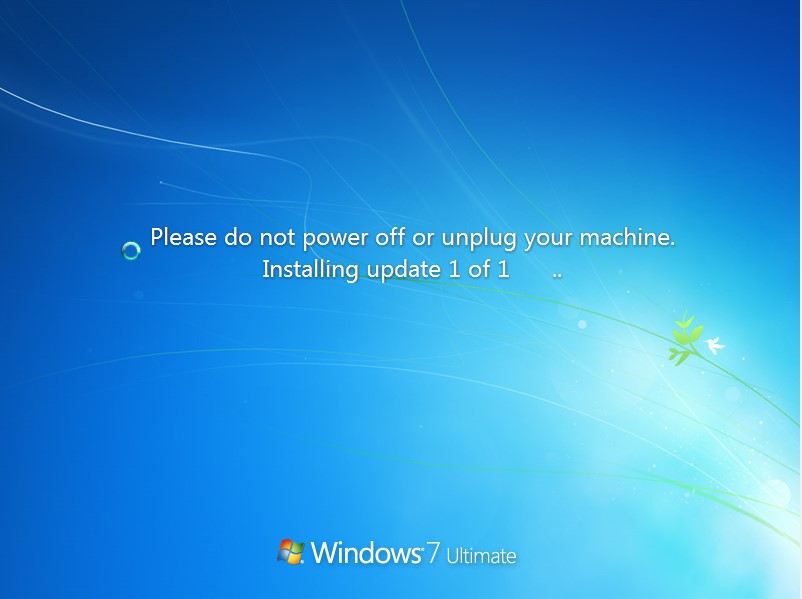 Please do not power off or unplug your machine.
Installing update 1 of 1 ..
Windows 7 Ultimate